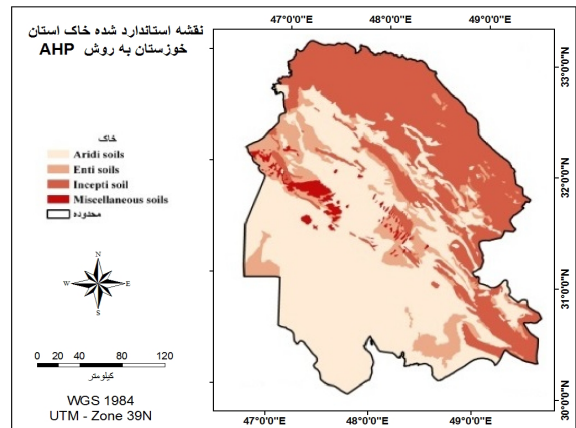 نقشه استاندارد شده خاک استان
خوزستان به روش AHP
47°0'0"E 48°0'0"E 49°0'0"E
33°0'0"N
32°0'0"N
31°0'0"N
30°0'0"N
خاک
Aridi soils
Enti soils
Incepti soil
Miscellaneous soils
محدوده
N
W E
S
0 20 40 80 120
کیلومتر
WGS 1984
UTM - Zone 39N
47°0'0"E 48°0'0"E 49°0'0"E